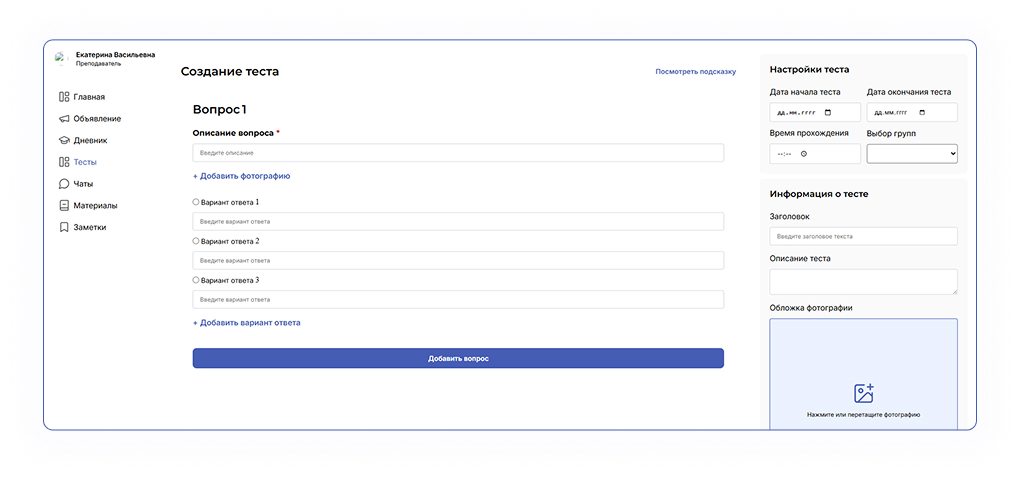 Екатерина Васильевна
Преподаватель
Главная
Объявление
Дневник
Тесты
Чаты
Материалы
Заметки
Создание теста
Посмотреть подсказку
Вопрос 1
Описание вопроса *
Введите описание
+ Добавить фотографию
Вариант ответа 1
Введите вариант ответа
Вариант ответа 2
Введите вариант ответа
Вариант ответа 3
Введите вариант ответа
+ Добавить вариант ответа
Добавить вопрос
Настройки теста
Дата начала теста Дата окончания теста
дд.мм.гггг дд.мм.гггг
Время прохождения Выбор групп
--:--
Информация о тесте
Заголовок
Введите заголовое текста
Описание теста
Обложка фотографии
Нажмите или перетащите фотографию